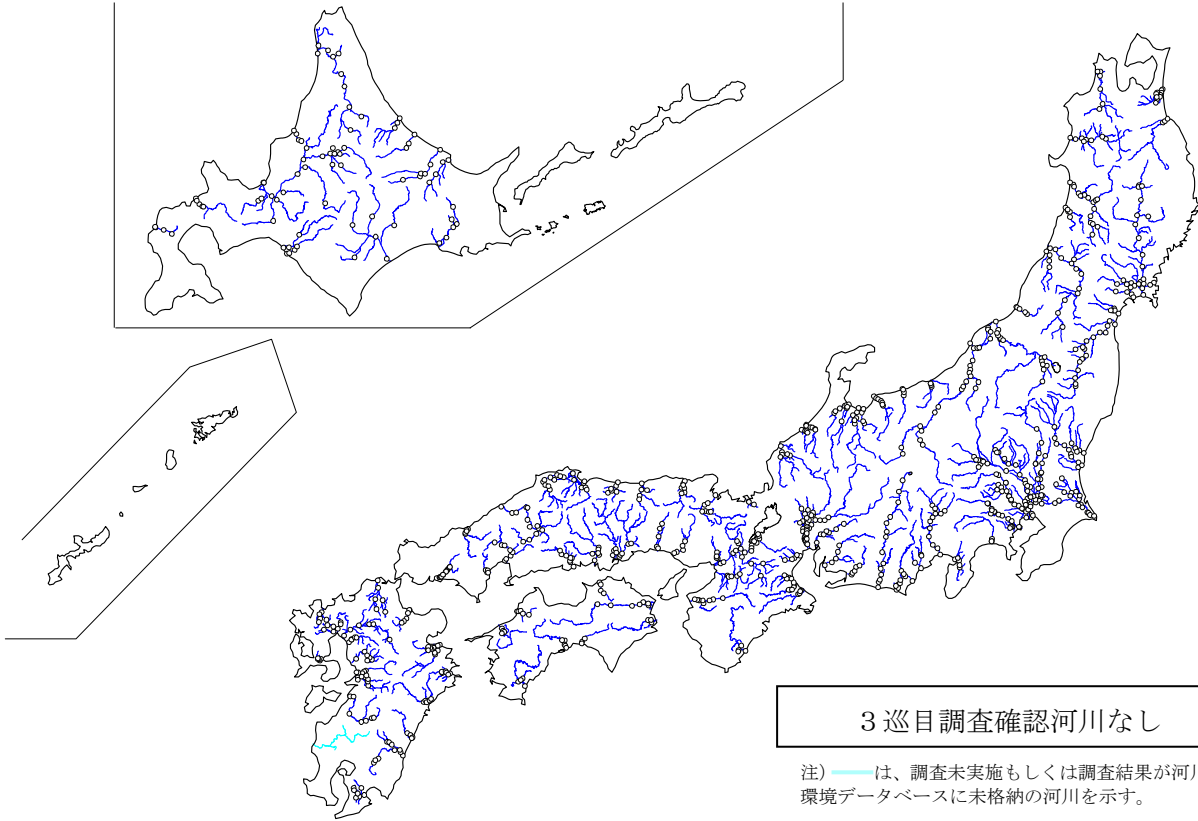 ３巡目調査確認河川なし
注） は、調査未実施もしくは調査結果が河
環境データベースに未格納の河川を示す。